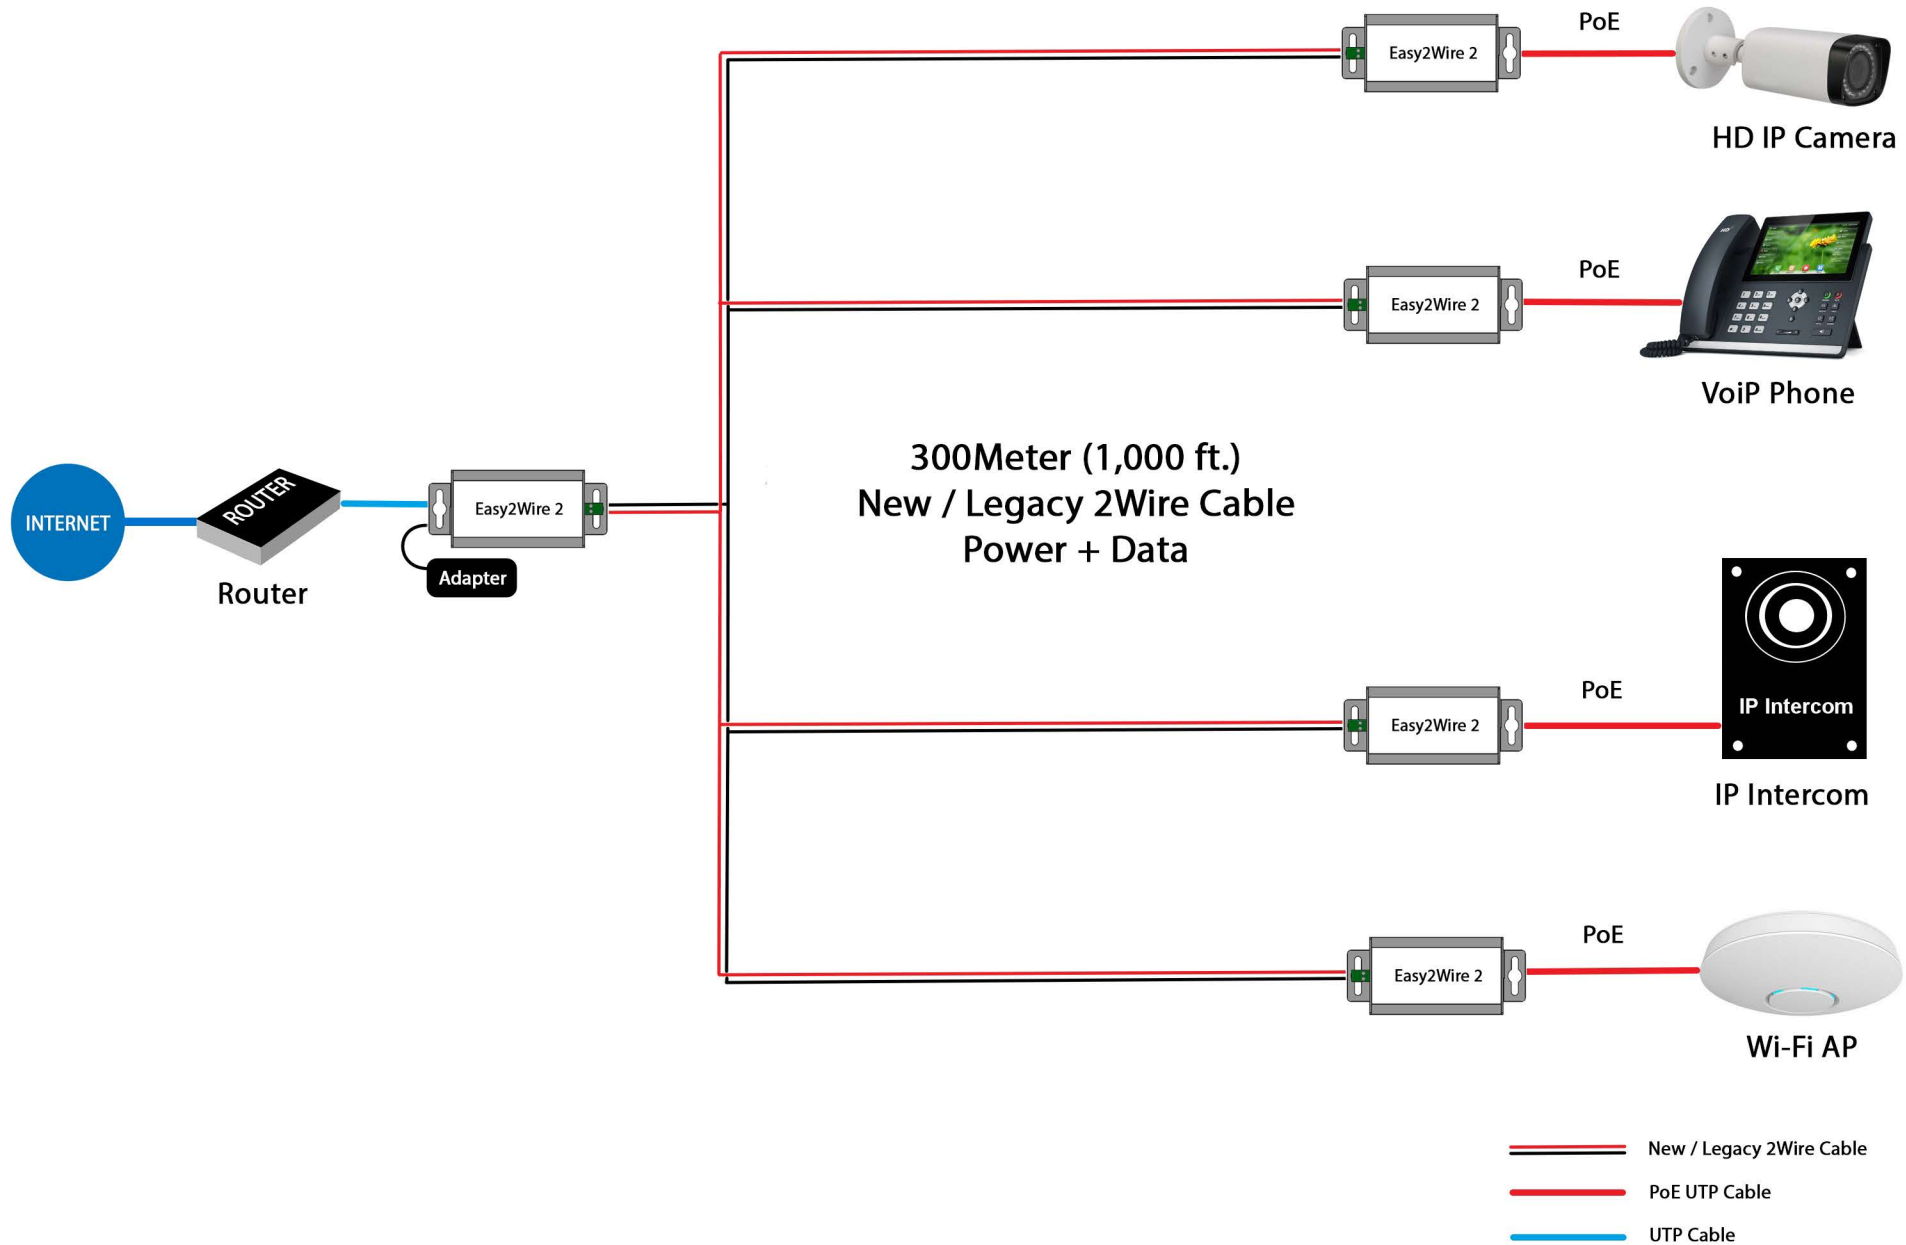 PoE
Easy2Wire 2
HD IP Camera
PoE
HD
Easy2Wire 2
VoiP Phone
300Meter (1,000 ft.)
New / Legacy 2Wire Cable
Power + Data
INTERNET
ROUTER
Easy2Wire 2
Adapter
Router
PoE
Easy2Wire 2
IP Intercom
IP Intercom
PoE
Easy2Wire 2
Wi-Fi AP
New / Legacy 2Wire Cable
PoE UTP Cable
UTP Cable